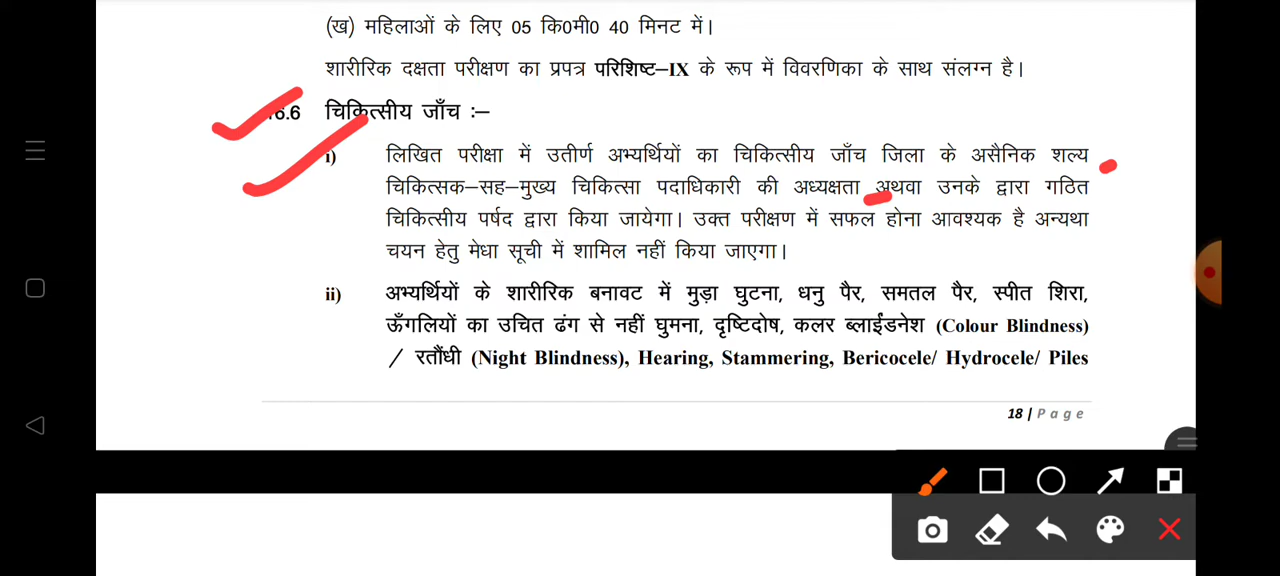 (ख) महिलाओं के लिए 05 कि0मी0 40 मिनट में।
शारीरिक दक्षता परीक्षण का प्रपत्र परिशिष्ट–IX के रूप में विवरणिका के साथ संलग्न है।
6.6 चिकित्सीय जाँच :–
i) लिखित परीक्षा में उतीर्ण अभ्यर्थियों का चिकित्सीय जाँच जिला के असैनिक शल्य
चिकित्सक–सह–मुख्य चिकित्सा पदाधिकारी की अध्यक्षता अथवा उनके द्वारा गठित
चिकित्सीय पर्षद द्वारा किया जायेगा। उक्त परीक्षण में सफल होना आवश्यक है अन्यथा
चयन हेतु मेधा सूची में शामिल नहीं किया जाएगा।
ii) अभ्यर्थियों के शारीरिक बनावट में मुड़ा घुटना, धनु पैर, समतल पैर, स्पीत शिरा,
ऊँगलियों का उचित ढंग से नहीं घुमना, दृष्टिदोष, कलर ब्लाईंडनेश (Colour Blindness)
/ रतौंधी (Night Blindness), Hearing, Stammering, Bericocele/ Hydrocele/ Piles
18 | Page